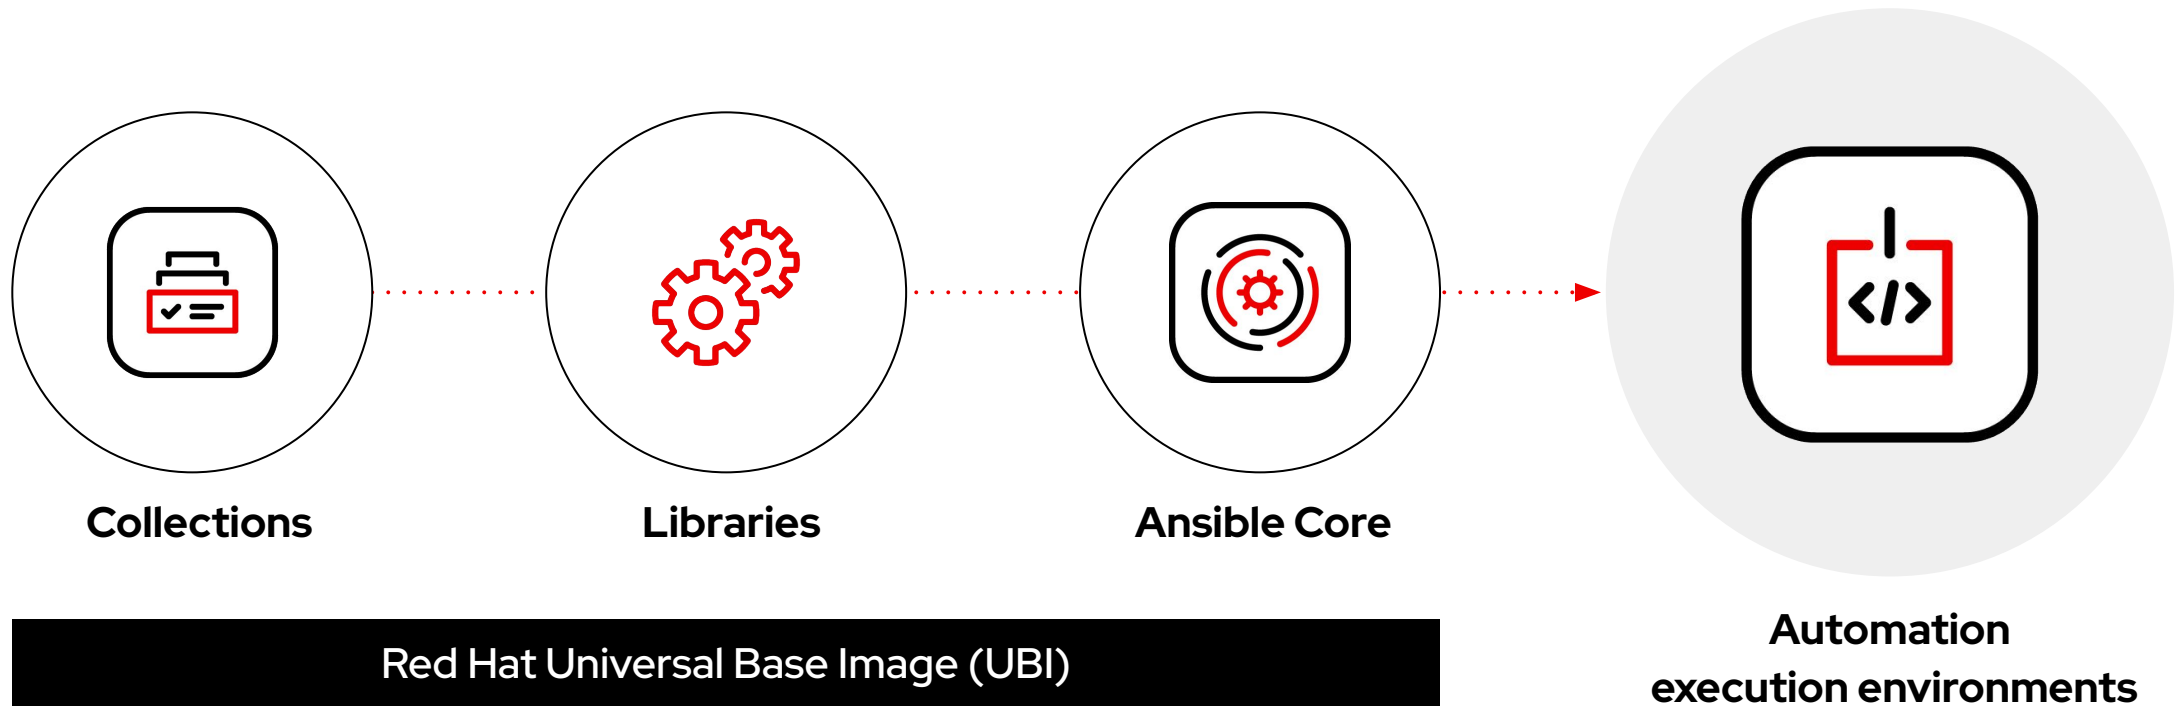 Collections
Libraries
Ansible Core
Red Hat Universal Base Image (UBI)
Automation
execution environments